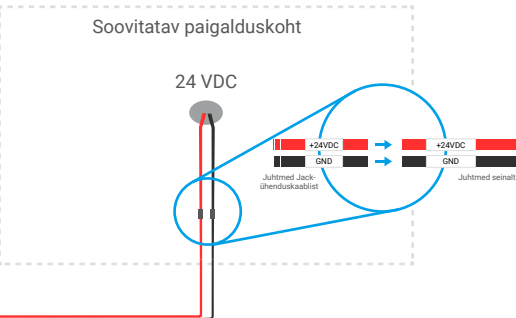 Soovitatav paigalduskoht
24 VDC
+24VDC
+24VDC
GND
GND
Juhtmed Jack-
ühenduskaablist
Juhtmed seinalt